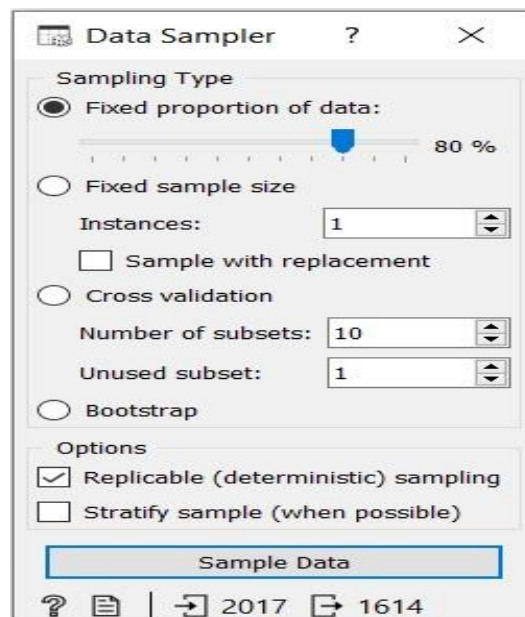 Data Sampler ?
Sampling Type
Fixed proportion of data:
80 %
Fixed sample size
Instances: 1
Sample with replacement
Cross validation
Number of subsets: 10
Unused subset: 1
Bootstrap
Options
Replicable (deterministic) sampling
Stratify sample (when possible)
Sample Data
? 2017 1614